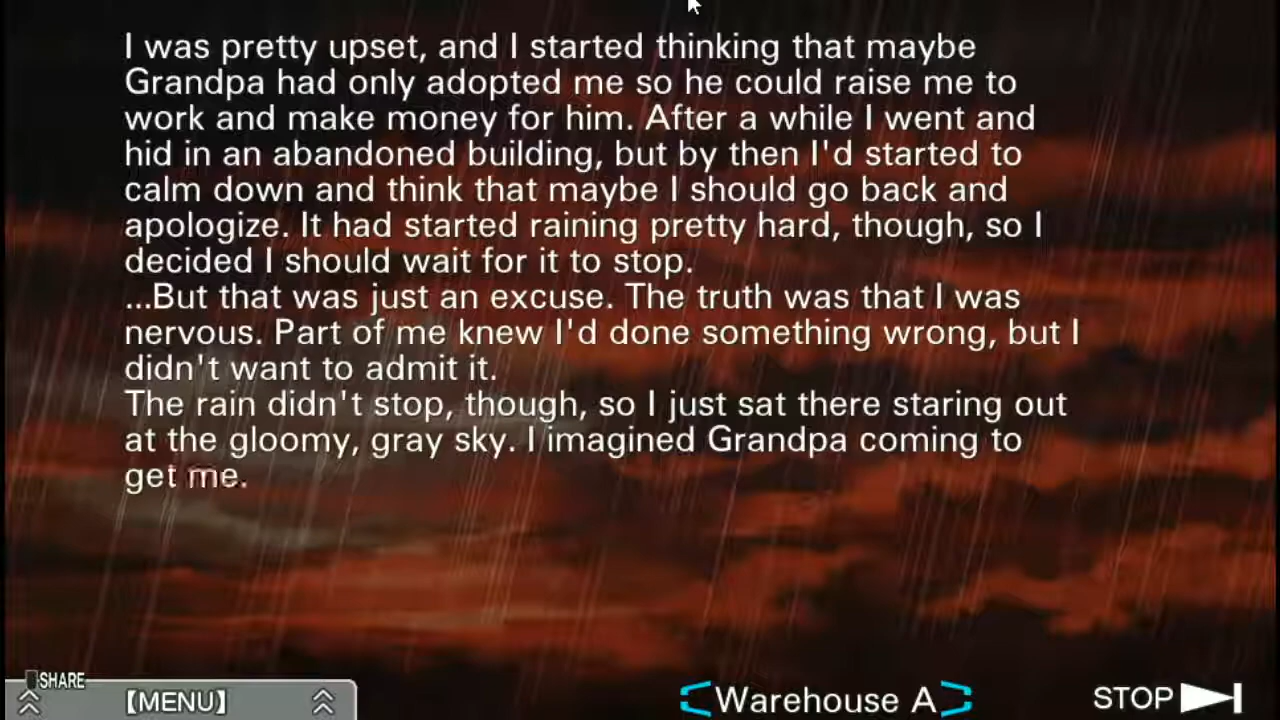 I was pretty upset, and I started thinking that maybe
Grandpa had only adopted me so he could raise me to
work and make money for him. After a while I went and
hid in an abandoned building, but by then I'd started to
calm down and think that maybe I should go back and
apologize. It had started raining pretty hard, though, so I
decided I should wait for it to stop.
...But that was just an excuse. The truth was that I was
nervous. Part of me knew I'd done something wrong, but I
didn't want to admit it.
The rain didn't stop, though, so I just sat there staring out
at the gloomy, gray sky. I imagined Grandpa coming to
get me.
SHARE
【MENU】
Warehouse A
STOP